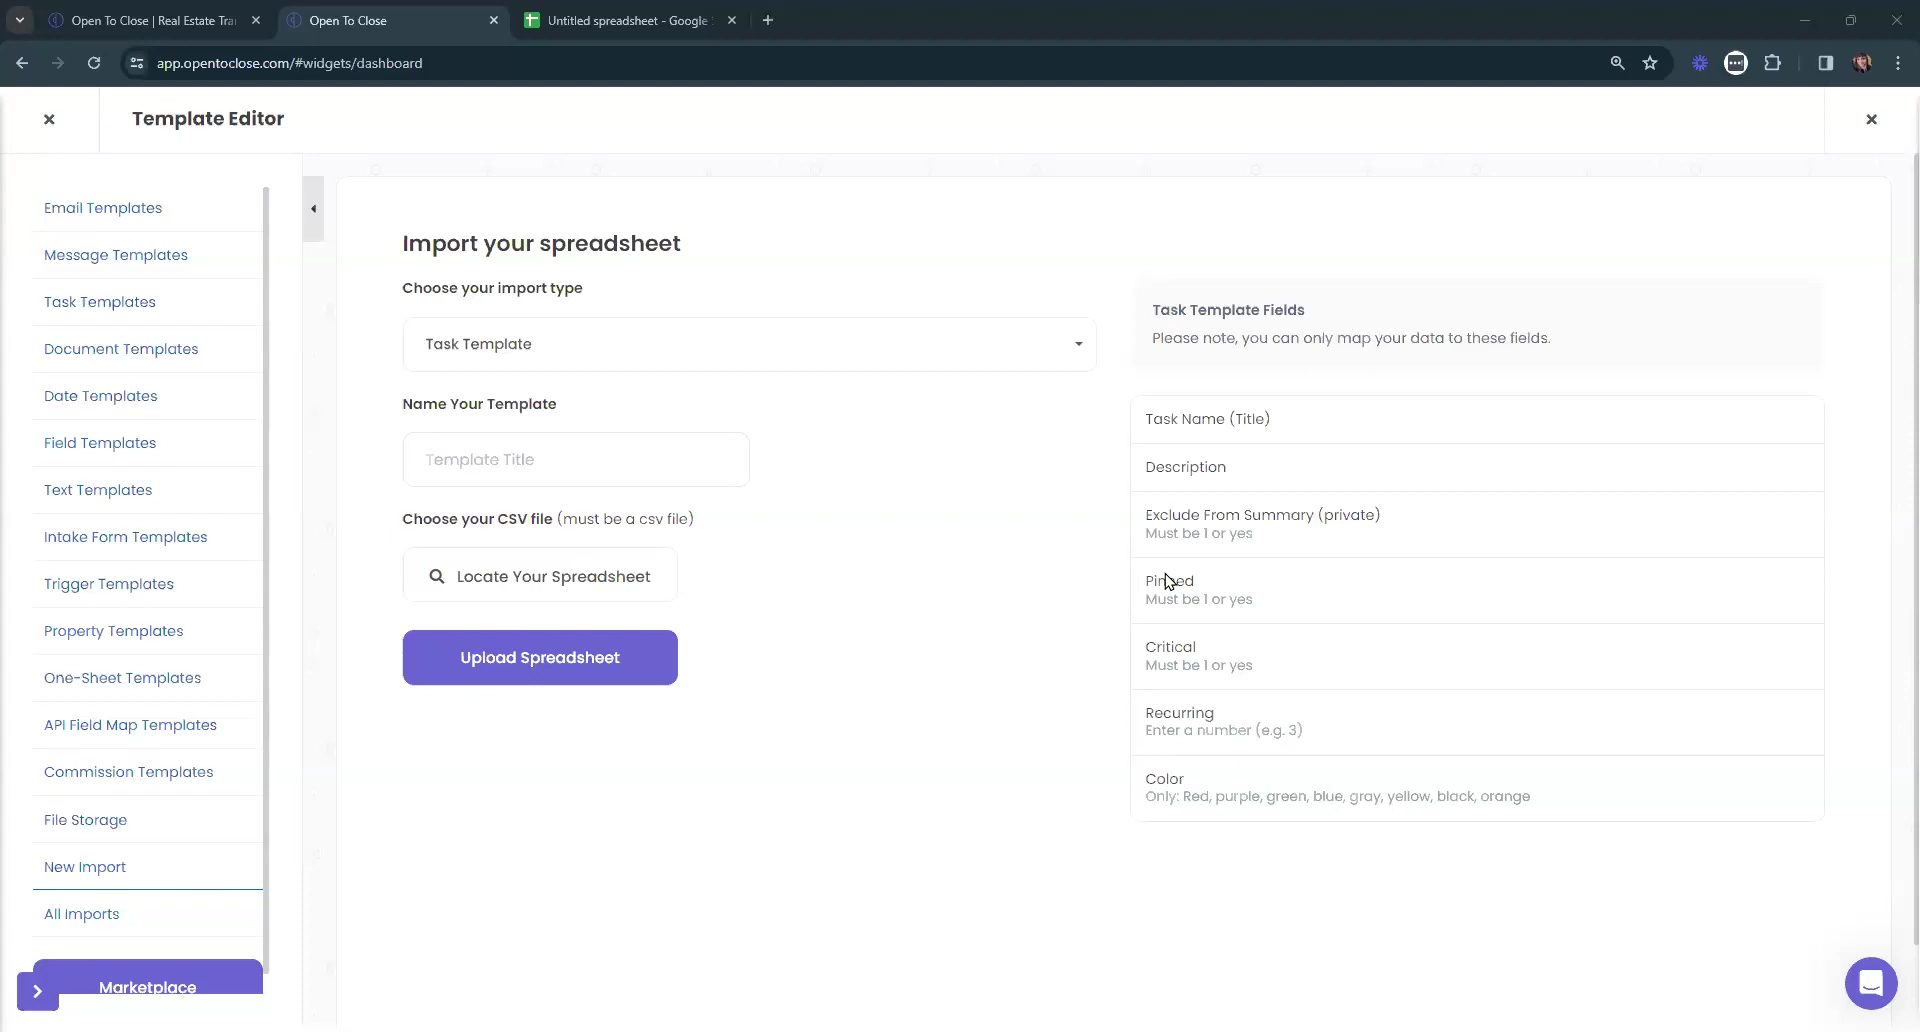 Open To Close | Real Estate Tra
Open To Close
Untitled spreadsheet - Google
app.opentoclose.com/#widgets/dashboard
Template Editor
Email Templates
Message Templates
Task Templates
Document Templates
Date Templates
Field Templates
Text Templates
Intake Form Templates
Trigger Templates
Property Templates
One-Sheet Templates
API Field Map Templates
Commission Templates
File Storage
New Import
All Imports
Marketplace
Import your spreadsheet
Choose your import type
Task Template
Name Your Template
Template Title
Choose your CSV file (must be a csv file)
Locate Your Spreadsheet
Upload Spreadsheet
Task Template Fields
Please note, you can only map your data to these fields.
Task Name (Title)
Description
Exclude From Summary (private)
Must be 1 or yes
Pinned
Must be 1 or yes
Critical
Must be 1 or yes
Recurring
Enter a number (e.g. 3)
Color
Only: Red, purple, green, blue, gray, yellow, black, orange